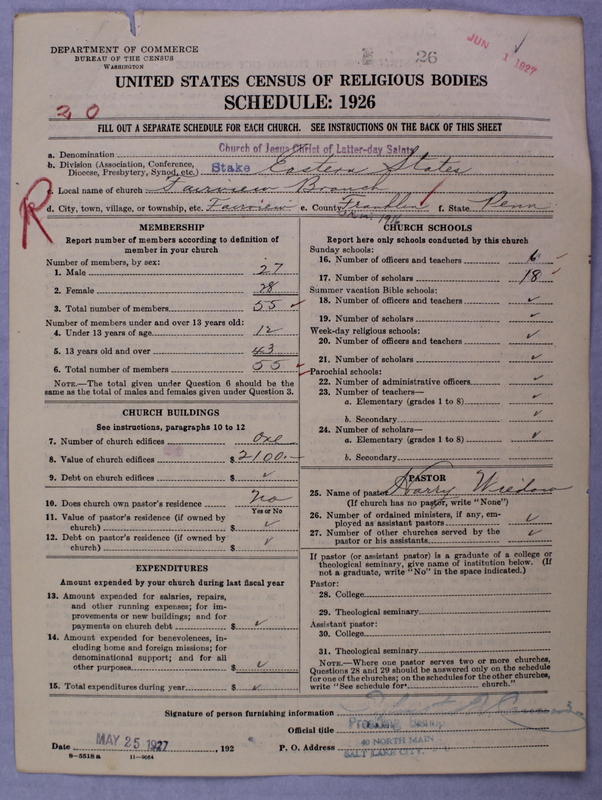 DEPARTMENT OF COMMERCE
BUREAU OF THE CENSUS
WASHINGTON
26
JUN 1 1927
UNITED STATES CENSUS OF RELIGIOUS BODIES
SCHEDULE: 1926
30
FILL OUT A SEPARATE SCHEDULE FOR EACH CHURCH. SEE INSTRUCTIONS ON THE BACK OF THIS SHEET
a. Denomination Church of Jesus Christ of Latter-day Saints
b. Division (Association, Conference, Diocese, Presbytery, Synod, etc.) Stake Eastern States
c. Local name of church Fairview Branch
d. City, town, village, or township, etc. Fairview e. County Franklin f. State Penn
R
1916
MEMBERSHIP
Report number of members according to definition of
member in your church
Number of members, by sex:
1. Male 27
2. Female 28
3. Total number of members 55
Number of members under and over 13 years old:
4. Under 13 years of age 12
5. 13 years old and over 43
6. Total number of members 55
NOTE.—The total given under Question 6 should be the
same as the total of males and females given under Question 3.
CHURCH BUILDINGS
See instructions, paragraphs 10 to 12
7. Number of church edifices One
8. Value of church edifices $2100.—
9. Debt on church edifices $ ✓
10. Does church own pastor's residence No
Yes or No
11. Value of pastor's residence (if owned by
church) $ ✓
12. Debt on pastor's residence (if owned by
church) $ ✓
EXPENDITURES
Amount expended by your church during last fiscal year
13. Amount expended for salaries, repairs,
and other running expenses; for im-
provements or new buildings; and for
payments on church debt $ ✓
14. Amount expended for benevolences, in-
cluding home and foreign missions; for
denominational support; and for all
other purposes $ ✓
15. Total expenditures during year $ ✓
CHURCH SCHOOLS
Report here only schools conducted by this church
Sunday schools:
16. Number of officers and teachers 6
17. Number of scholars 18
Summer vacation Bible schools:
18. Number of officers and teachers ✓
19. Number of scholars ✓
Week-day religious schools:
20. Number of officers and teachers ✓
21. Number of scholars ✓
Parochial schools:
22. Number of administrative officers ✓
23. Number of teachers—
a. Elementary (grades 1 to 8) ✓
b. Secondary ✓
24. Number of scholars—
a. Elementary (grades 1 to 8) ✓
b. Secondary
PASTOR
25. Name of pastor Harry
(If church has no pastor, write "None")
26. Number of ordained ministers, if any, em-
ployed as assistant pastors ✓
27. Number of other churches served by the
pastor or his assistants ✓
If pastor (or assistant pastor) is a graduate of a college or
theological seminary, give name of institution below. (If
not a graduate, write "No" in the space indicated.)
Pastor:
28. College
29. Theological seminary
Assistant pastor:
30. College
31. Theological seminary
NOTE.—Where one pastor serves two or more churches,
Questions 28 and 29 should be answered only on the schedule
for one of the churches; on the schedules for the other churches,
write "See schedule for church."
Signature of person furnishing information
Official title Presiding Bishop
Date MAY 25 1927, 192 P. O. Address 40 NORTH MAIN
SALT LAKE CITY,
8—5518a 11—9064